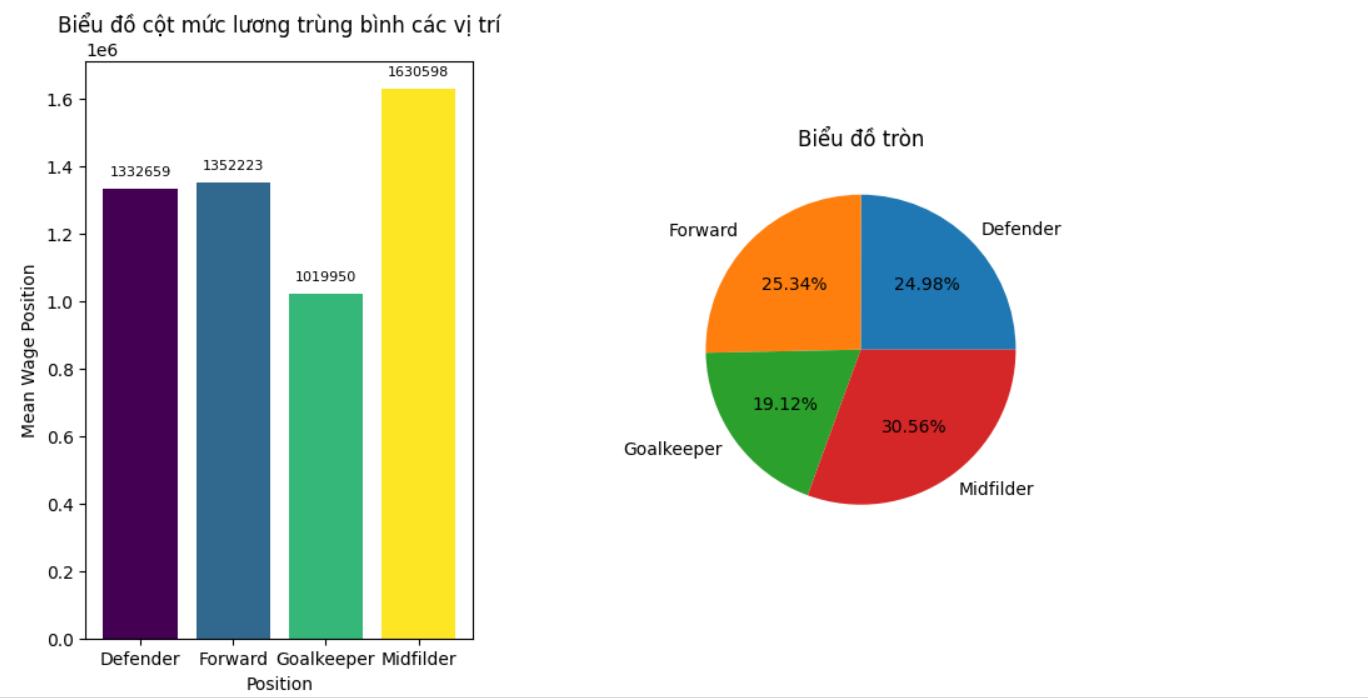 Biểu đồ cột mức lương trùng bình các vị trí
1e6
1630598
1.6
1.4
1332659
1352223
1.2
1019950
1.0
0.8
0.6
0.4
0.2
0.0
Mean Wage Position
Defender Forward Goalkeeper Midfilder
Position
Biểu đồ tròn
Forward
Defender
25.34%
24.98%
19.12%
30.56%
Goalkeeper
Midfilder